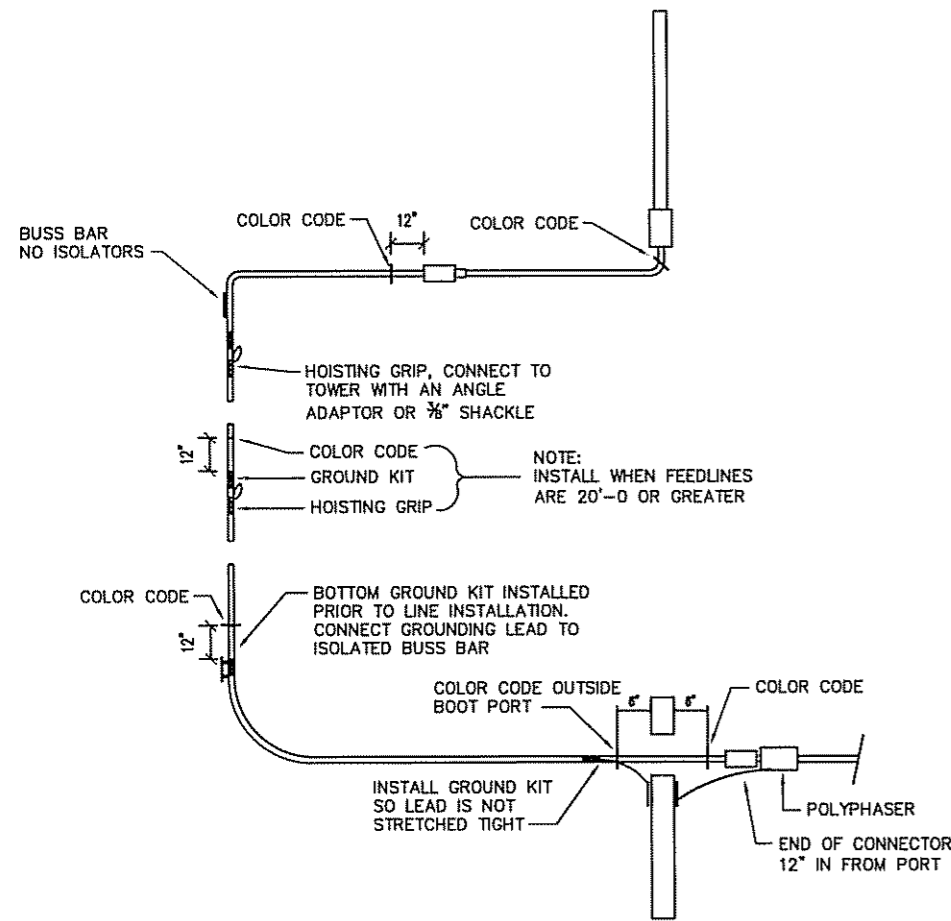 COLOR CODE
12"
COLOR CODE
BUSS BAR
NO ISOLATORS
HOISTING GRIP, CONNECT TO
TOWER WITH AN ANGLE
ADAPTOR OR ⅜" SHACKLE
12"
COLOR CODE
GROUND KIT
HOISTING GRIP
NOTE:
INSTALL WHEN FEEDLINES
ARE 20'-0 OR GREATER
COLOR CODE
12"
BOTTOM GROUND KIT INSTALLED
PRIOR TO LINE INSTALLATION.
CONNECT GROUNDING LEAD TO
ISOLATED BUSS BAR
COLOR CODE OUTSIDE
BOOT PORT
6"
6"
COLOR CODE
INSTALL GROUND KIT
SO LEAD IS NOT
STRETCHED TIGHT
POLYPHASER
END OF CONNECTOR
12" IN FROM PORT